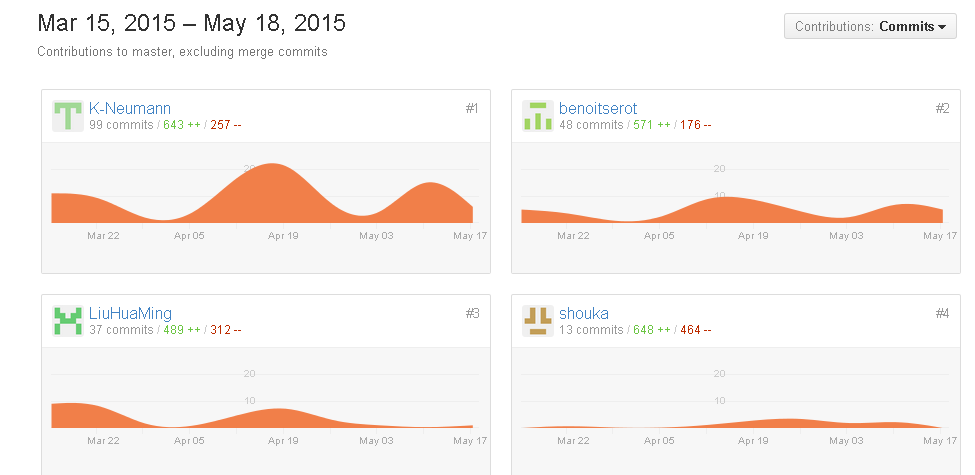 Mar 15, 2015 – May 18, 2015
Contributions: Commits
Contributions to master, excluding merge commits
K-Neumann
#1
99 commits / 643 ++ / 257 --
20
Mar 22 Apr 05 Apr 19 May 03 May 17
benoitserot
#2
48 commits / 571 ++ / 176 --
20
10
Mar 22 Apr 05 Apr 19 May 03 May 17
LiuHuaMing
#3
37 commits / 489 ++ / 312 --
20
10
Mar 22 Apr 05 Apr 19 May 03 May 17
shouka
#4
13 commits / 648 ++ / 464 --
20
10
Mar 22 Apr 05 Apr 19 May 03 May 17